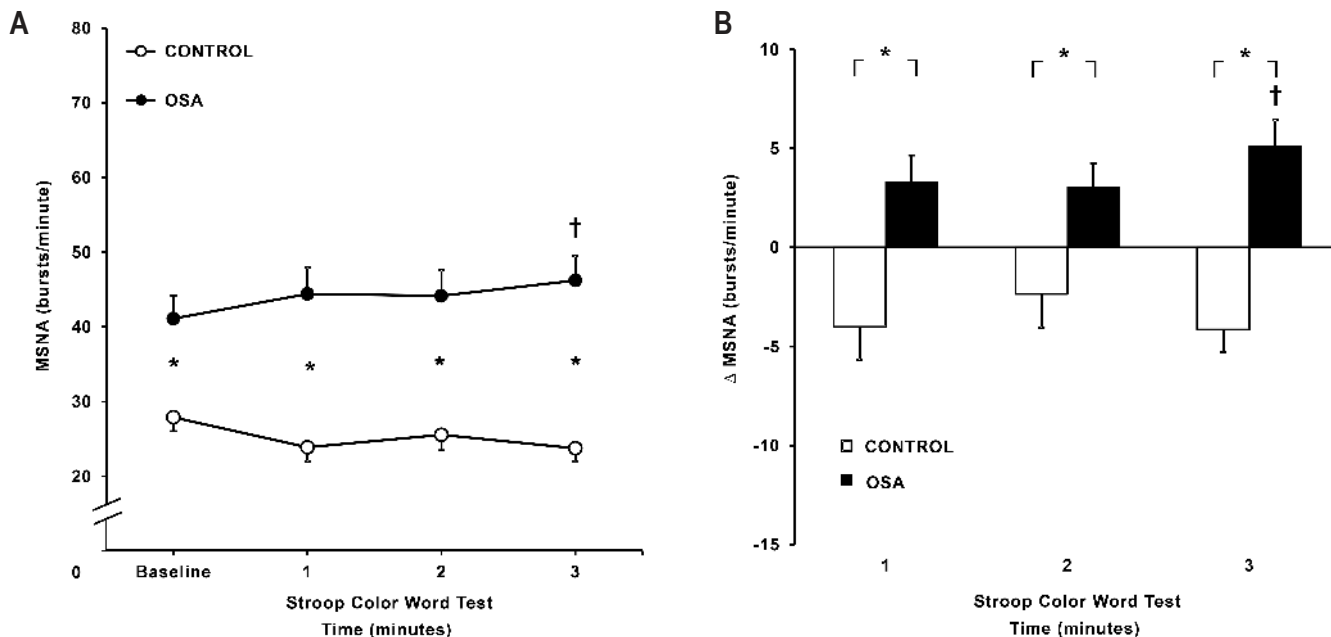 A
80
70
60
50
40
30
20
0
MSNA (bursts/minute)
CONTROL
OSA
†
* * * *
Baseline 1 2 3
Stroop Color Word Test
Time (minutes)
B
10
5
0
-5
-10
-15
Δ MSNA (bursts/minute)
* * *
†
CONTROL
OSA
1 2 3
Stroop Color Word Test
Time (minutes)